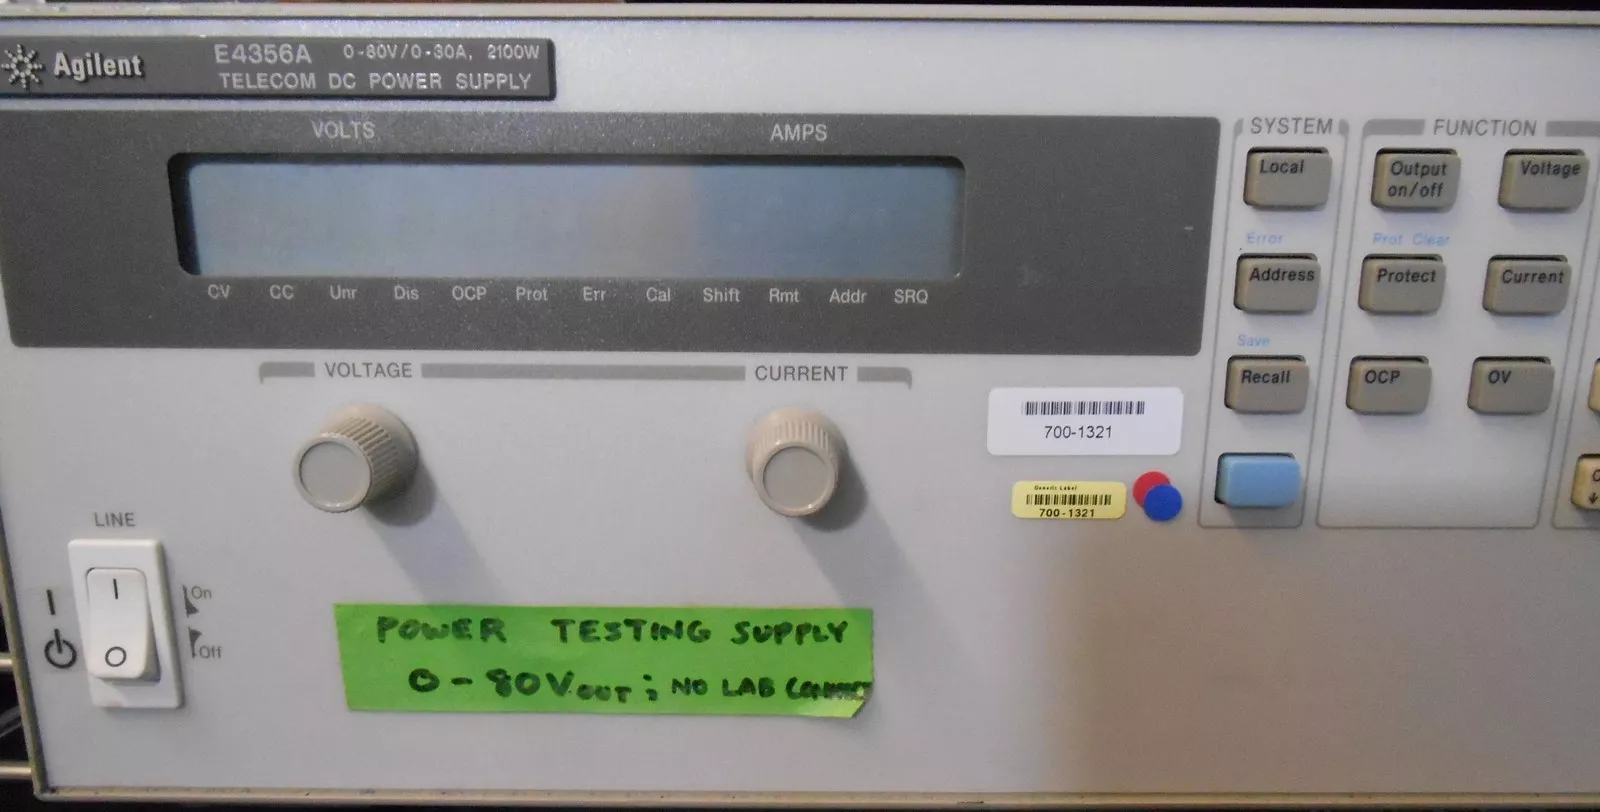 Agilent
E4356A 0-80V/0-30A, 2100W
TELECOM DC POWER SUPPLY
VOLTS AMPS
CV CC Unr Dis OCP Prot Err Cal Shift Rmt Addr SRQ
VOLTAGE CURRENT
SYSTEM FUNCTION
Local
Output
on/off
Voltage
Error
Prot Clear
Address
Protect
Current
Save
Recall
OCP
OV
700-1321
Generic Label
700-1321
LINE
I
I
O
On
Off
POWER TESTING SUPPLY
0-80VOUT; NO LAB